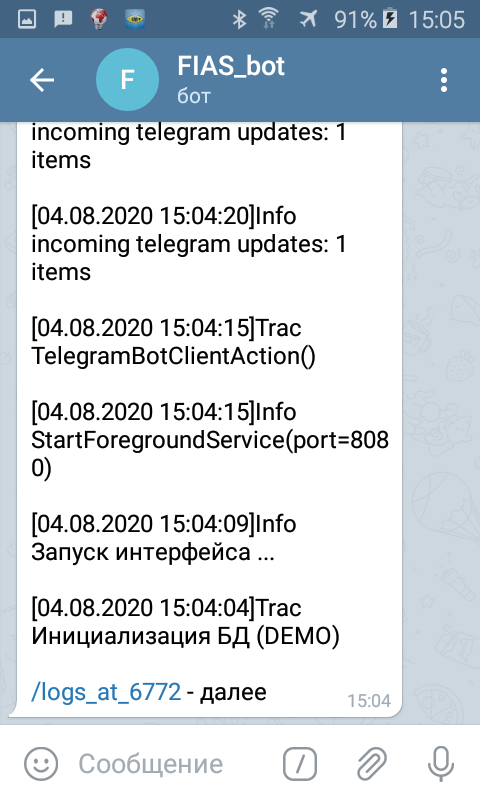 91% 15:05
F
FIAS_bot
бот
incoming telegram updates: 1
items
[04.08.2020 15:04:20]Info
incoming telegram updates: 1
items
[04.08.2020 15:04:15]Trac
TelegramBotClientAction()
[04.08.2020 15:04:15]Info
StartForegroundService(port=808
0)
[04.08.2020 15:04:09]Info
Запуск интерфейса ...
[04.08.2020 15:04:04]Trac
Инициализация БД (DEMO)
/logs_at_6772 - далее
15:04
Сообщение